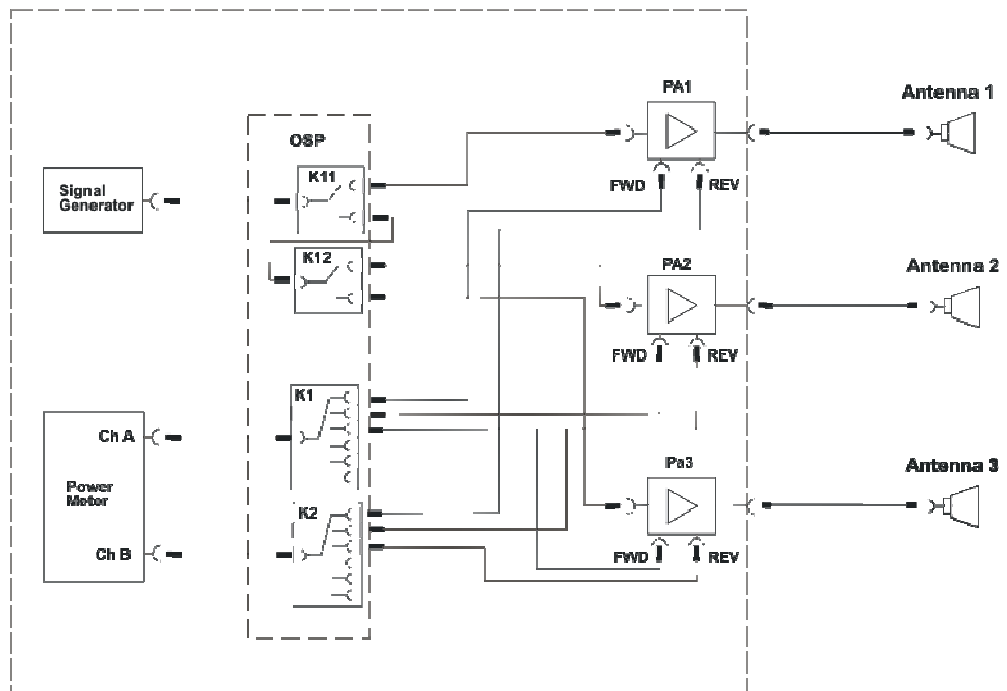 PA1
Antenna 1
OSP
K11
Signal
Generator
FWD
REV
K12
PA2
Antenna 2
FWD
REV
K1
Ch A
Pa3
Antenna 3
Power
Meter
K2
Ch B
FWD
REV